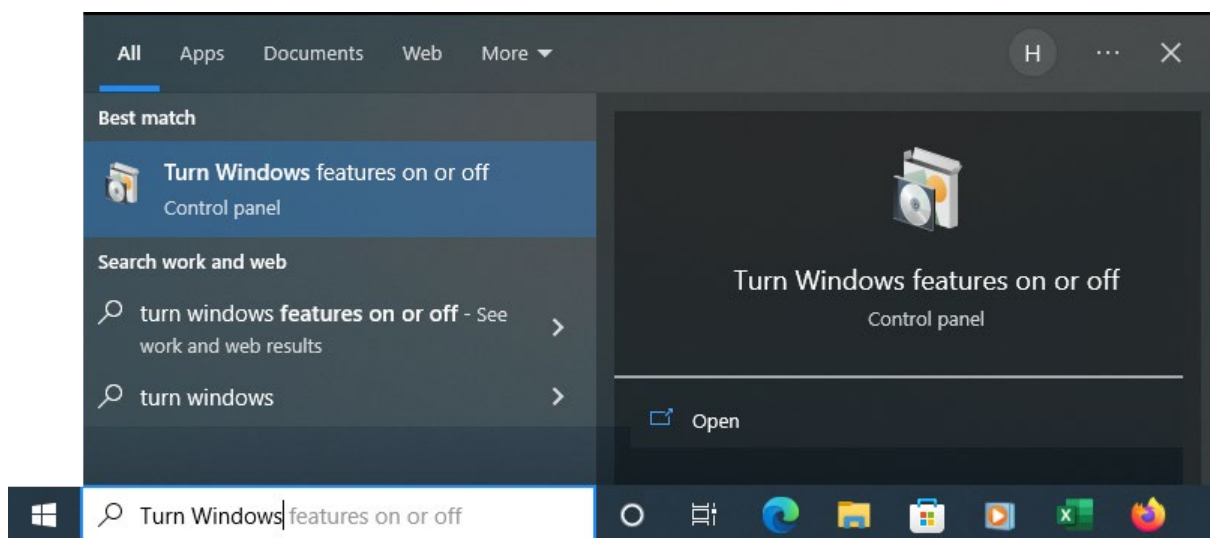 All Apps Documents Web More H ... ×
Best match
Turn Windows features on or off
Control panel
Search work and web
turn windows features on or off - See
work and web results
turn windows
Turn Windows features on or off
Control panel
Open
Turn Windows features on or off